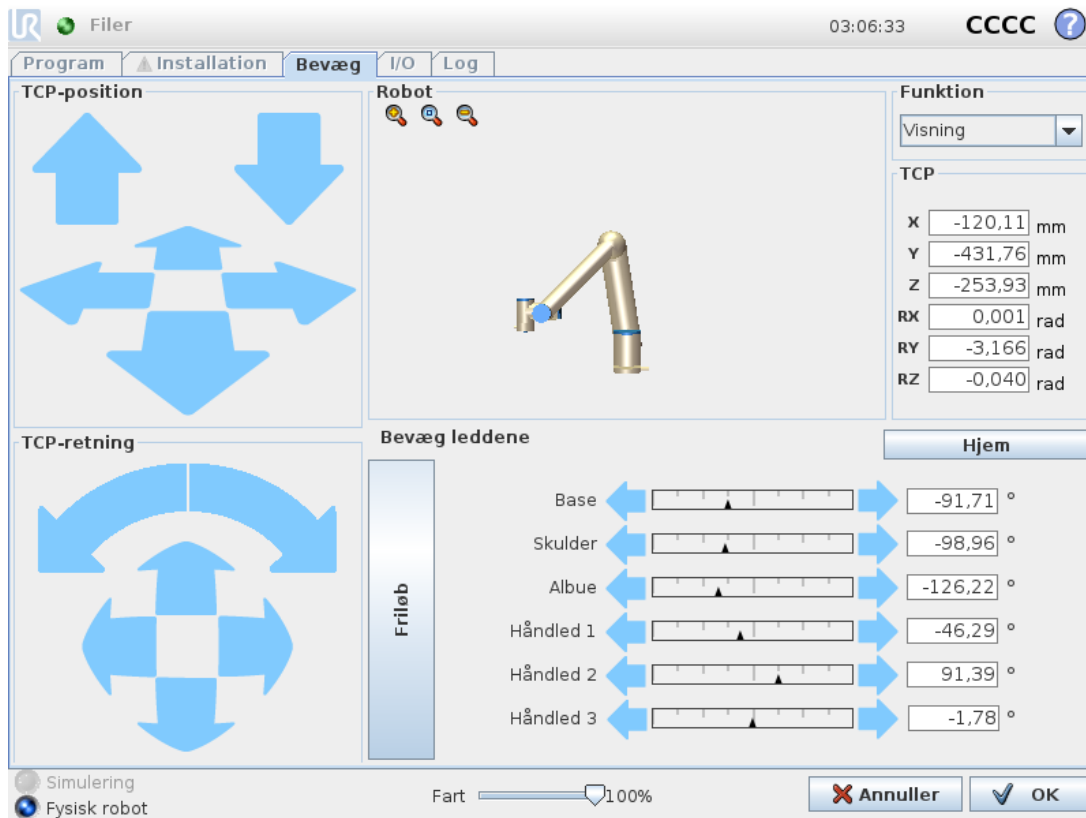 UR Filer 03:06:33 CCCC ?
Program Installation Bevæg I/O Log
TCP-position
Robot
Funktion
Visning
TCP
X -120,11 mm
Y -431,76 mm
Z -253,93 mm
RX 0,001 rad
RY -3,166 rad
RZ -0,040 rad
TCP-retning
Bevæg leddene
Hjem
Friløb
Base -91,71 °
Skulder -98,96 °
Albue -126,22 °
Håndled 1 -46,29 °
Håndled 2 91,39 °
Håndled 3 -1,78 °
Simulering
Fysisk robot
Fart 100%
Annuller
OK